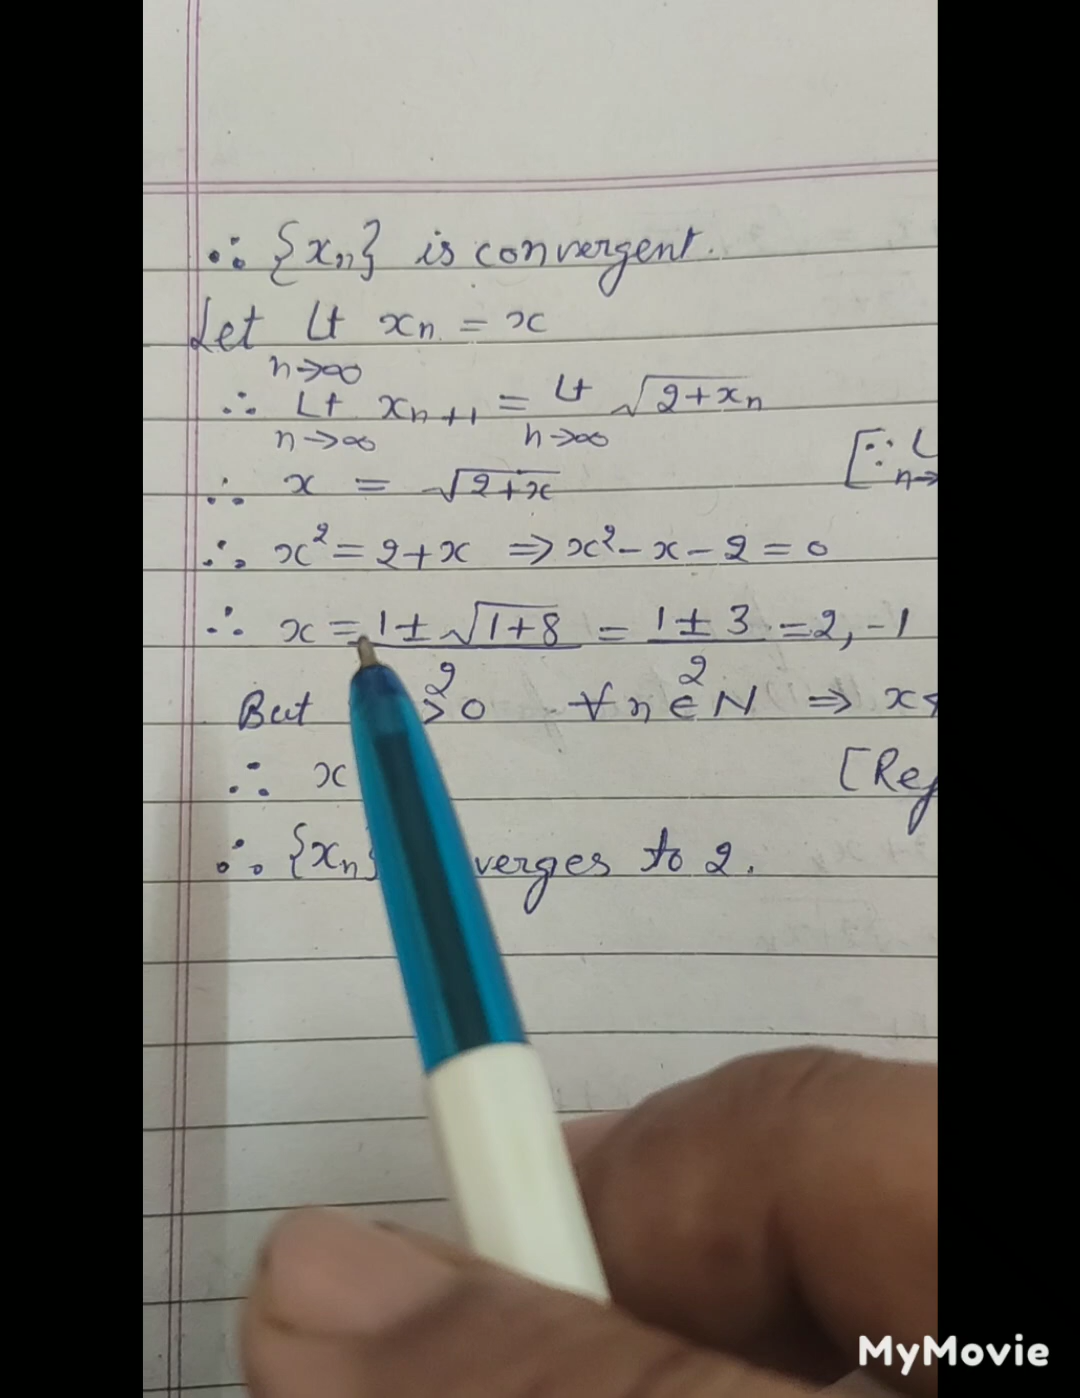 ∴ {xₙ} is convergent.
Let Lt xₙ = x
n→∞
∴ Lt xₙ₊₁ = Lt √(2+xₙ)
n→∞ n→∞
[∵ L
n→
∴ x = √(2+x)
∴ x² = 2+x ⇒ x² - x - 2 = 0
∴ x = (1 ± √(1+8))/2 = (1 ± 3)/2 = 2, -1
But > 0 ∀ n ∈ N ⇒ x
∴ x [Ref
∴ {xₙ} verges to 2.
MyMovie